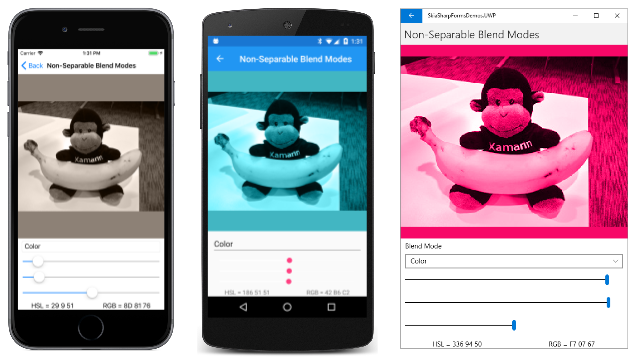 Carrier 1:31 PM
Back Non-Separable Blend Modes
Xamarin
Color
HSL = 29 9 51 RGB = 8D 81 76
1:31
Non-Separable Blend Modes
Xamarin
Color
HSL = 186 51 51 RGB = 42 B6 C2
SkiaSharpFormsDemos.UWP
Non-Separable Blend Modes
Xamarin
Blend Mode
Color
HSL = 336 94 50 RGB = F7 07 67